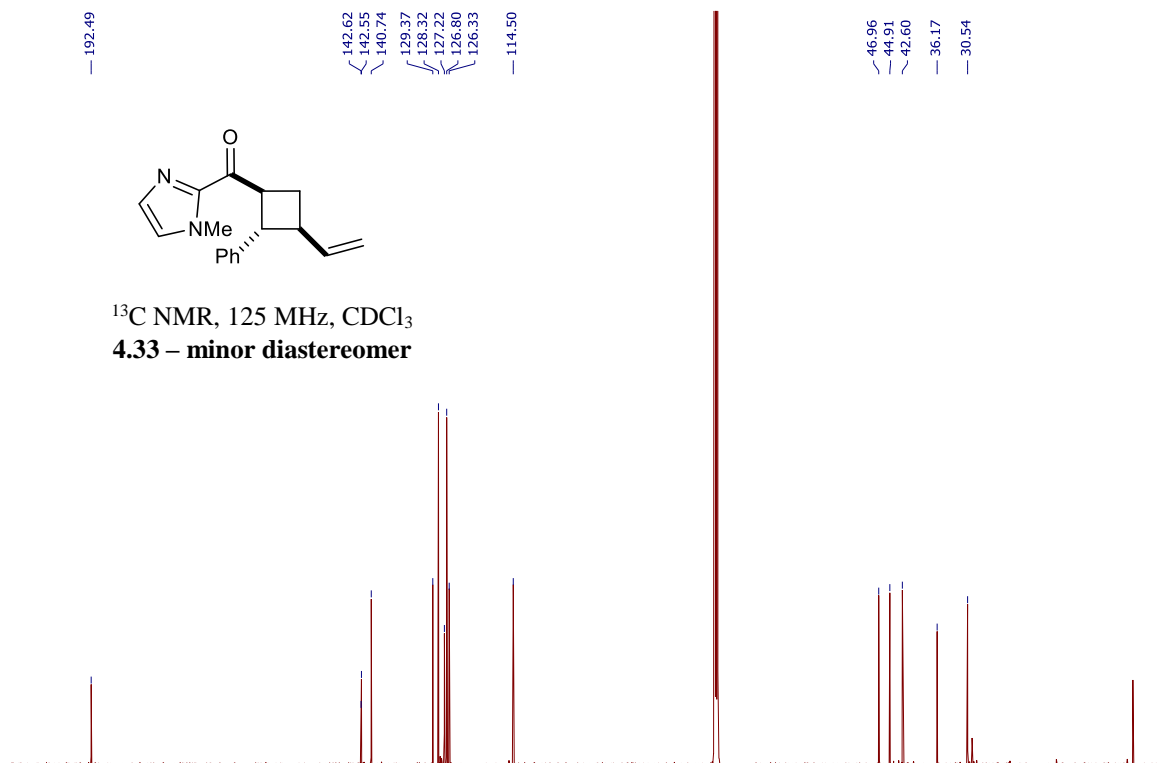 192.49
142.62
142.55
140.74
129.37
128.32
127.22
126.80
126.33
114.50
46.96
44.91
42.60
36.17
30.54
O
N
NMe
Ph
¹³C NMR, 125 MHz, CDCl₃
4.33 – minor diastereomer